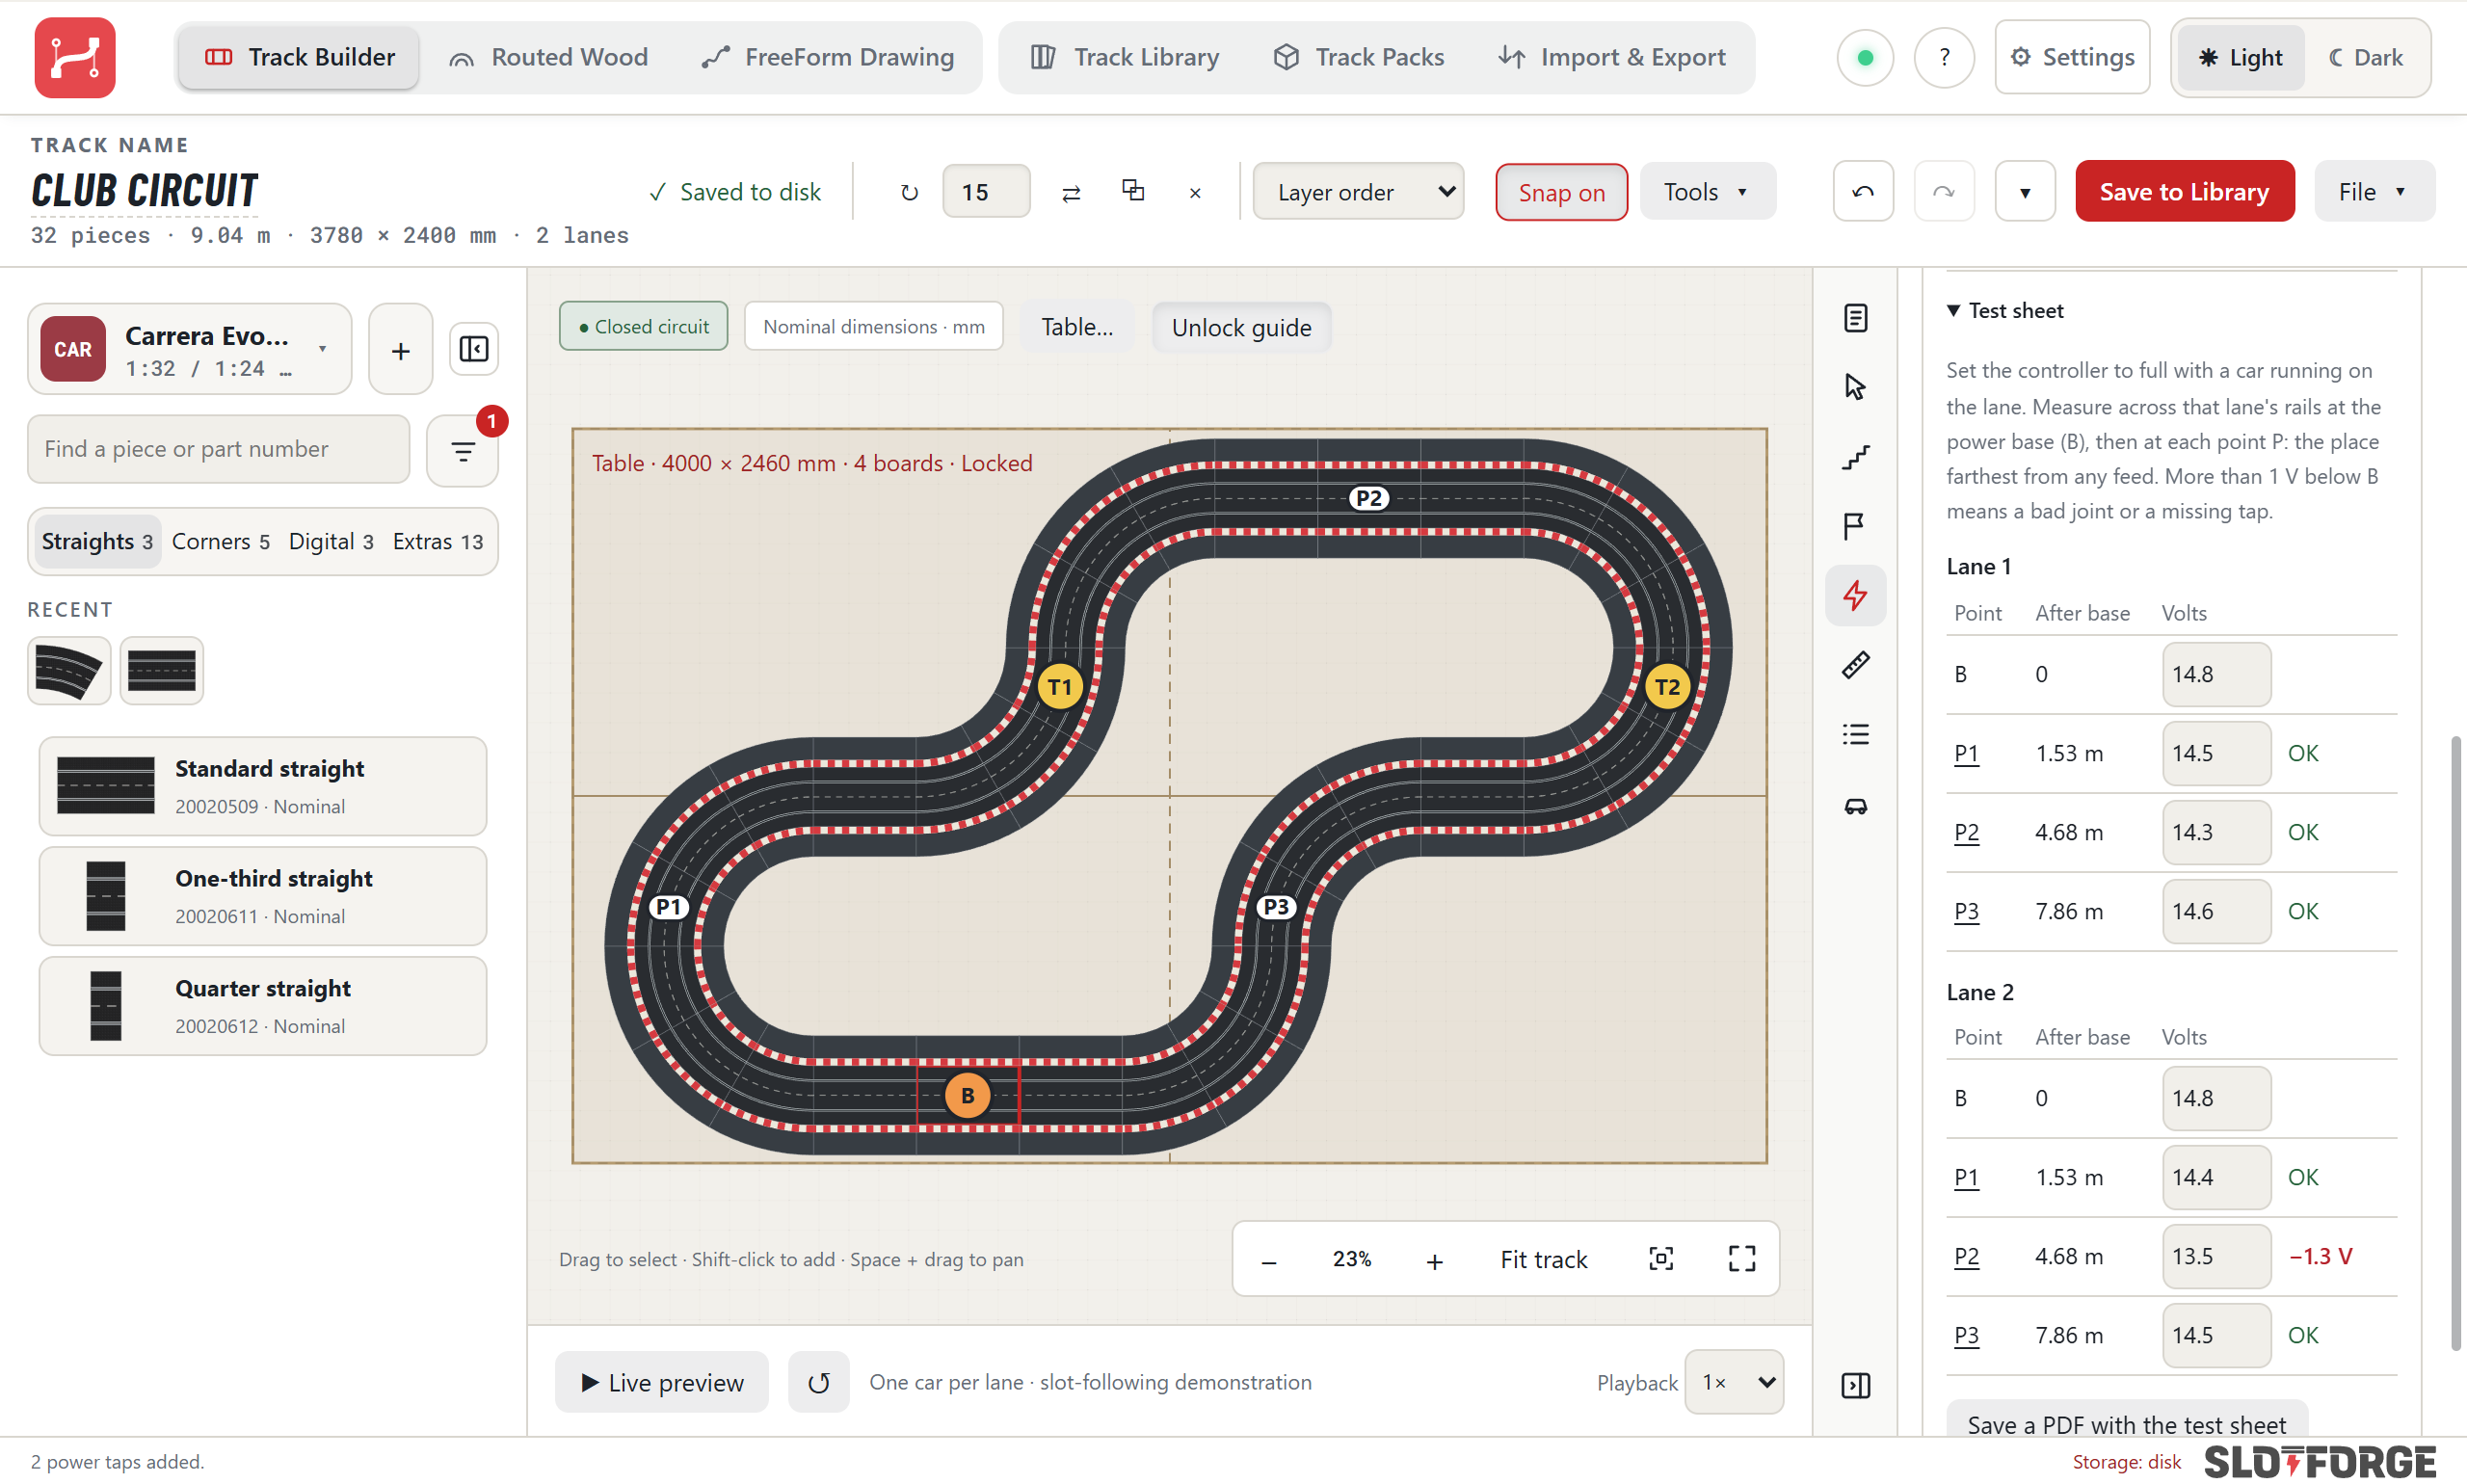 Track Builder
Routed Wood
FreeForm Drawing
Track Library
Track Packs
Import & Export
?
Settings
Light
Dark
TRACK NAME
CLUB CIRCUIT
32 pieces · 9.04 m · 3780 × 2400 mm · 2 lanes
✓ Saved to disk
15
Layer order
Snap on
Tools
Save to Library
File
CAR
Carrera Evo...
1:32 / 1:24 …
+
Find a piece or part number
1
Straights 3
Corners 5
Digital 3
Extras 13
RECENT
Standard straight
20020509 · Nominal
One-third straight
20020611 · Nominal
Quarter straight
20020612 · Nominal
Closed circuit
Nominal dimensions · mm
Table...
Unlock guide
Table · 4000 × 2460 mm · 4 boards · Locked
P2
T1
T2
P1
P3
B
Drag to select · Shift-click to add · Space + drag to pan
– 23% + Fit track
Live preview
One car per lane · slot-following demonstration
Playback
1×
Test sheet
Set the controller to full with a car running on
the lane. Measure across that lane's rails at the
power base (B), then at each point P: the place
farthest from any feed. More than 1 V below B
means a bad joint or a missing tap.
Lane 1
Point After base Volts
B 0 14.8
P1 1.53 m 14.5 OK
P2 4.68 m 14.3 OK
P3 7.86 m 14.6 OK
Lane 2
Point After base Volts
B 0 14.8
P1 1.53 m 14.4 OK
P2 4.68 m 13.5 −1.3 V
P3 7.86 m 14.5 OK
Save a PDF with the test sheet
2 power taps added.
Storage: disk
SLOTFORGE